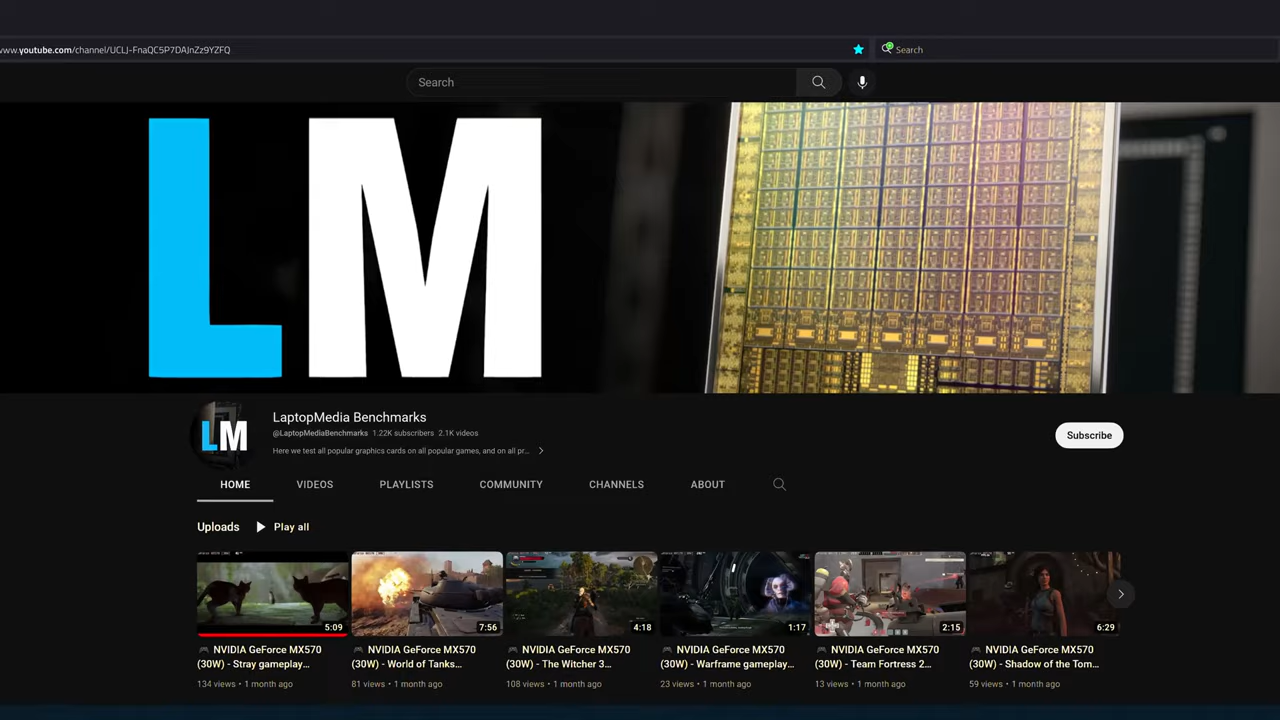 www.youtube.com/channel/UCLJ-FnaQC5P7DAJnZz9YZFQ
Search
Search
LM
LM
LaptopMedia Benchmarks
@LaptopMediaBenchmarks 1.22K subscribers 2.1K videos
Here we test all popular graphics cards on all popular games, and on all pr...
Subscribe
HOME VIDEOS PLAYLISTS COMMUNITY CHANNELS ABOUT
Uploads Play all
5:09 7:56 4:18 1:17 2:15 6:29
NVIDIA GeForce MX570
(30W) - Stray gameplay...
134 views • 1 month ago
NVIDIA GeForce MX570
(30W) - World of Tanks...
81 views • 1 month ago
NVIDIA GeForce MX570
(30W) - The Witcher 3...
108 views • 1 month ago
NVIDIA GeForce MX570
(30W) - Warframe gameplay...
23 views • 1 month ago
NVIDIA GeForce MX570
(30W) - Team Fortress 2...
13 views • 1 month ago
NVIDIA GeForce MX570
(30W) - Shadow of the Tom...
59 views • 1 month ago